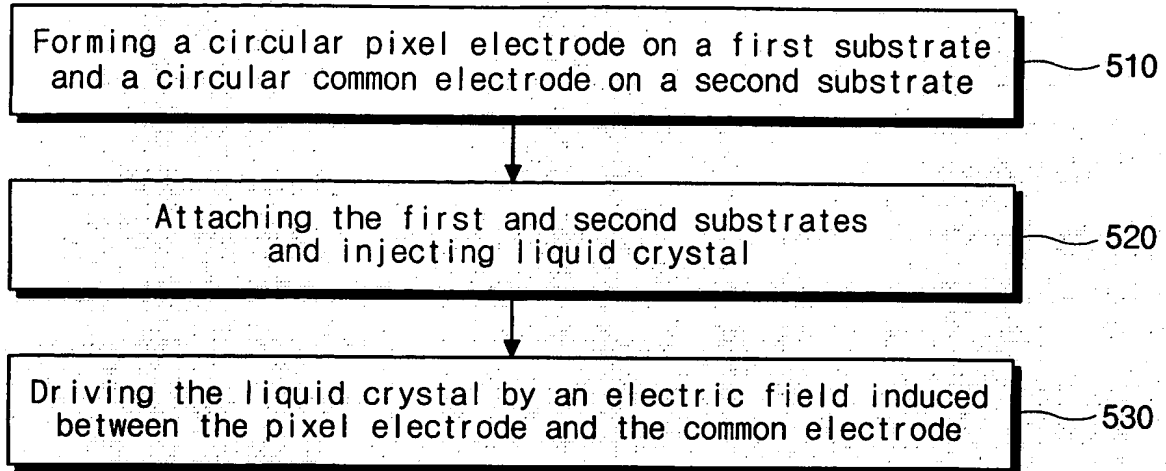 Forming a circular pixel electrode on a first substrate
and a circular common electrode on a second substrate
510
Attaching the first and second substrates
and injecting liquid crystal
520
Driving the liquid crystal by an electric field induced
between the pixel electrode and the common electrode
530